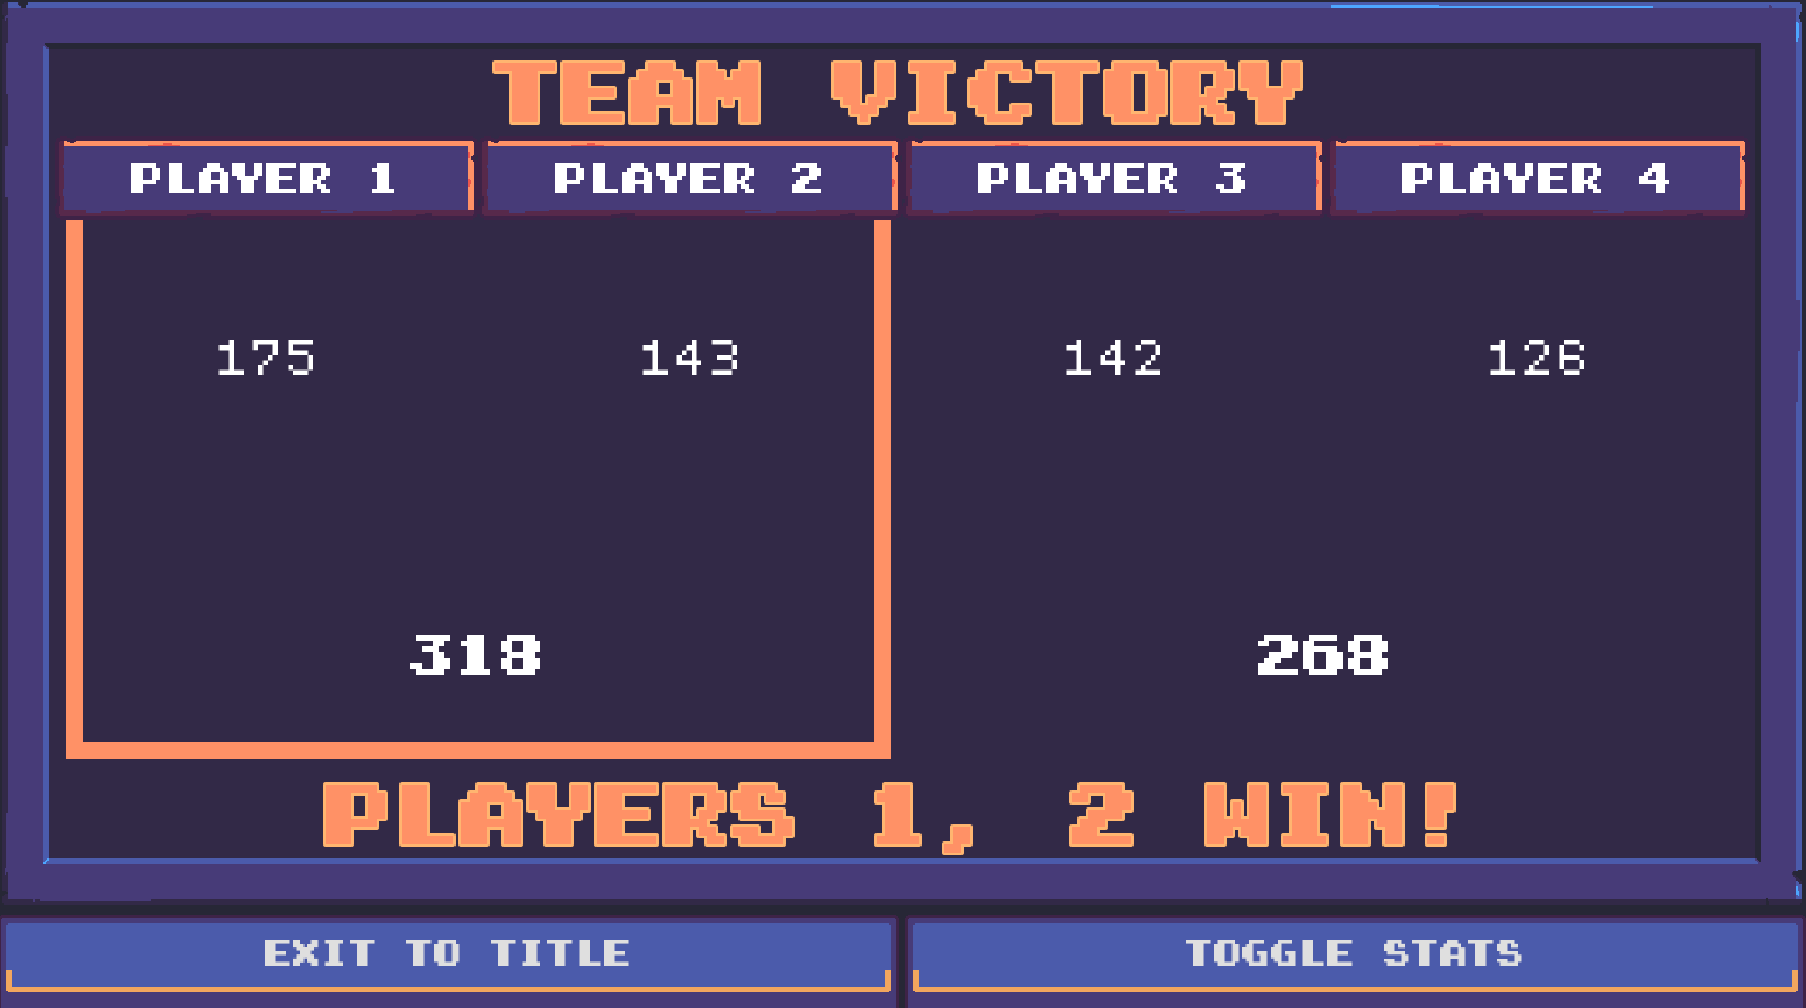 TEAM VICTORY
PLAYER 1 PLAYER 2 PLAYER 3 PLAYER 4
175 143 142 126
318 268
PLAYERS 1, 2 WIN!
EXIT TO TITLE TOGGLE STATS